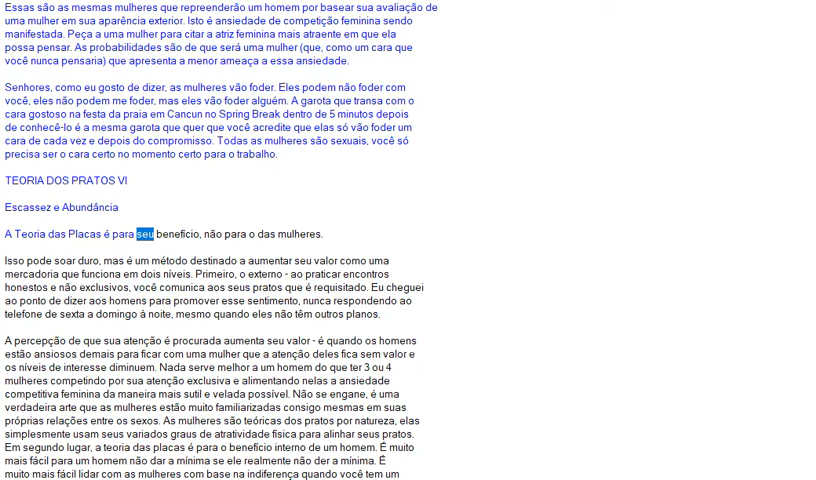 Essas são as mesmas mulheres que repreenderão um homem por basear sua avaliação de
uma mulher em sua aparência exterior. Isto é ansiedade de competição feminina sendo
manifestada. Peça a uma mulher para citar a atriz feminina mais atraente em que ela
possa pensar. As probabilidades são de que será uma mulher (que, como um cara que
você nunca pensaria) que apresenta a menor ameaça a essa ansiedade.
Senhores, como eu gosto de dizer, as mulheres vão foder. Eles podem não foder com
você, eles não podem me foder, mas eles vão foder alguém. A garota que transa com o
cara gostoso na festa da praia em Cancun no Spring Break dentro de 5 minutos depois
de conhecê-lo é a mesma garota que quer que você acredite que elas só vão foder um
cara de cada vez e depois do compromisso. Todas as mulheres são sexuais, você só
precisa ser o cara certo no momento certo para o trabalho.
TEORIA DOS PRATOS VI
Escassez e Abundância
A Teoria das Placas é para seu benefício, não para o das mulheres.
Isso pode soar duro, mas é um método destinado a aumentar seu valor como uma
mercadoria que funciona em dois níveis. Primeiro, o externo - ao praticar encontros
honestos e não exclusivos, você comunica aos seus pratos que é requisitado. Eu cheguei
ao ponto de dizer aos homens para promover esse sentimento, nunca respondendo ao
telefone de sexta a domingo à noite, mesmo quando eles não têm outros planos.
A percepção de que sua atenção é procurada aumenta seu valor - é quando os homens
estão ansiosos demais para ficar com uma mulher que a atenção deles fica sem valor e
os níveis de interesse diminuem. Nada serve melhor a um homem do que ter 3 ou 4
mulheres competindo por sua atenção exclusiva e alimentando nelas a ansiedade
competitiva feminina da maneira mais sutil e velada possível. Não se engane, é uma
verdadeira arte que as mulheres estão muito familiarizadas consigo mesmas em suas
próprias relações entre os sexos. As mulheres são teóricas dos pratos por natureza, elas
simplesmente usam seus variados graus de atratividade física para alinhar seus pratos.
Em segundo lugar, a teoria das placas é para o benefício interno de um homem. É muito
mais fácil para um homem não dar a mínima se ele realmente não der a mínima. É
muito mais fácil lidar com as mulheres com base na indiferença quando você tem um